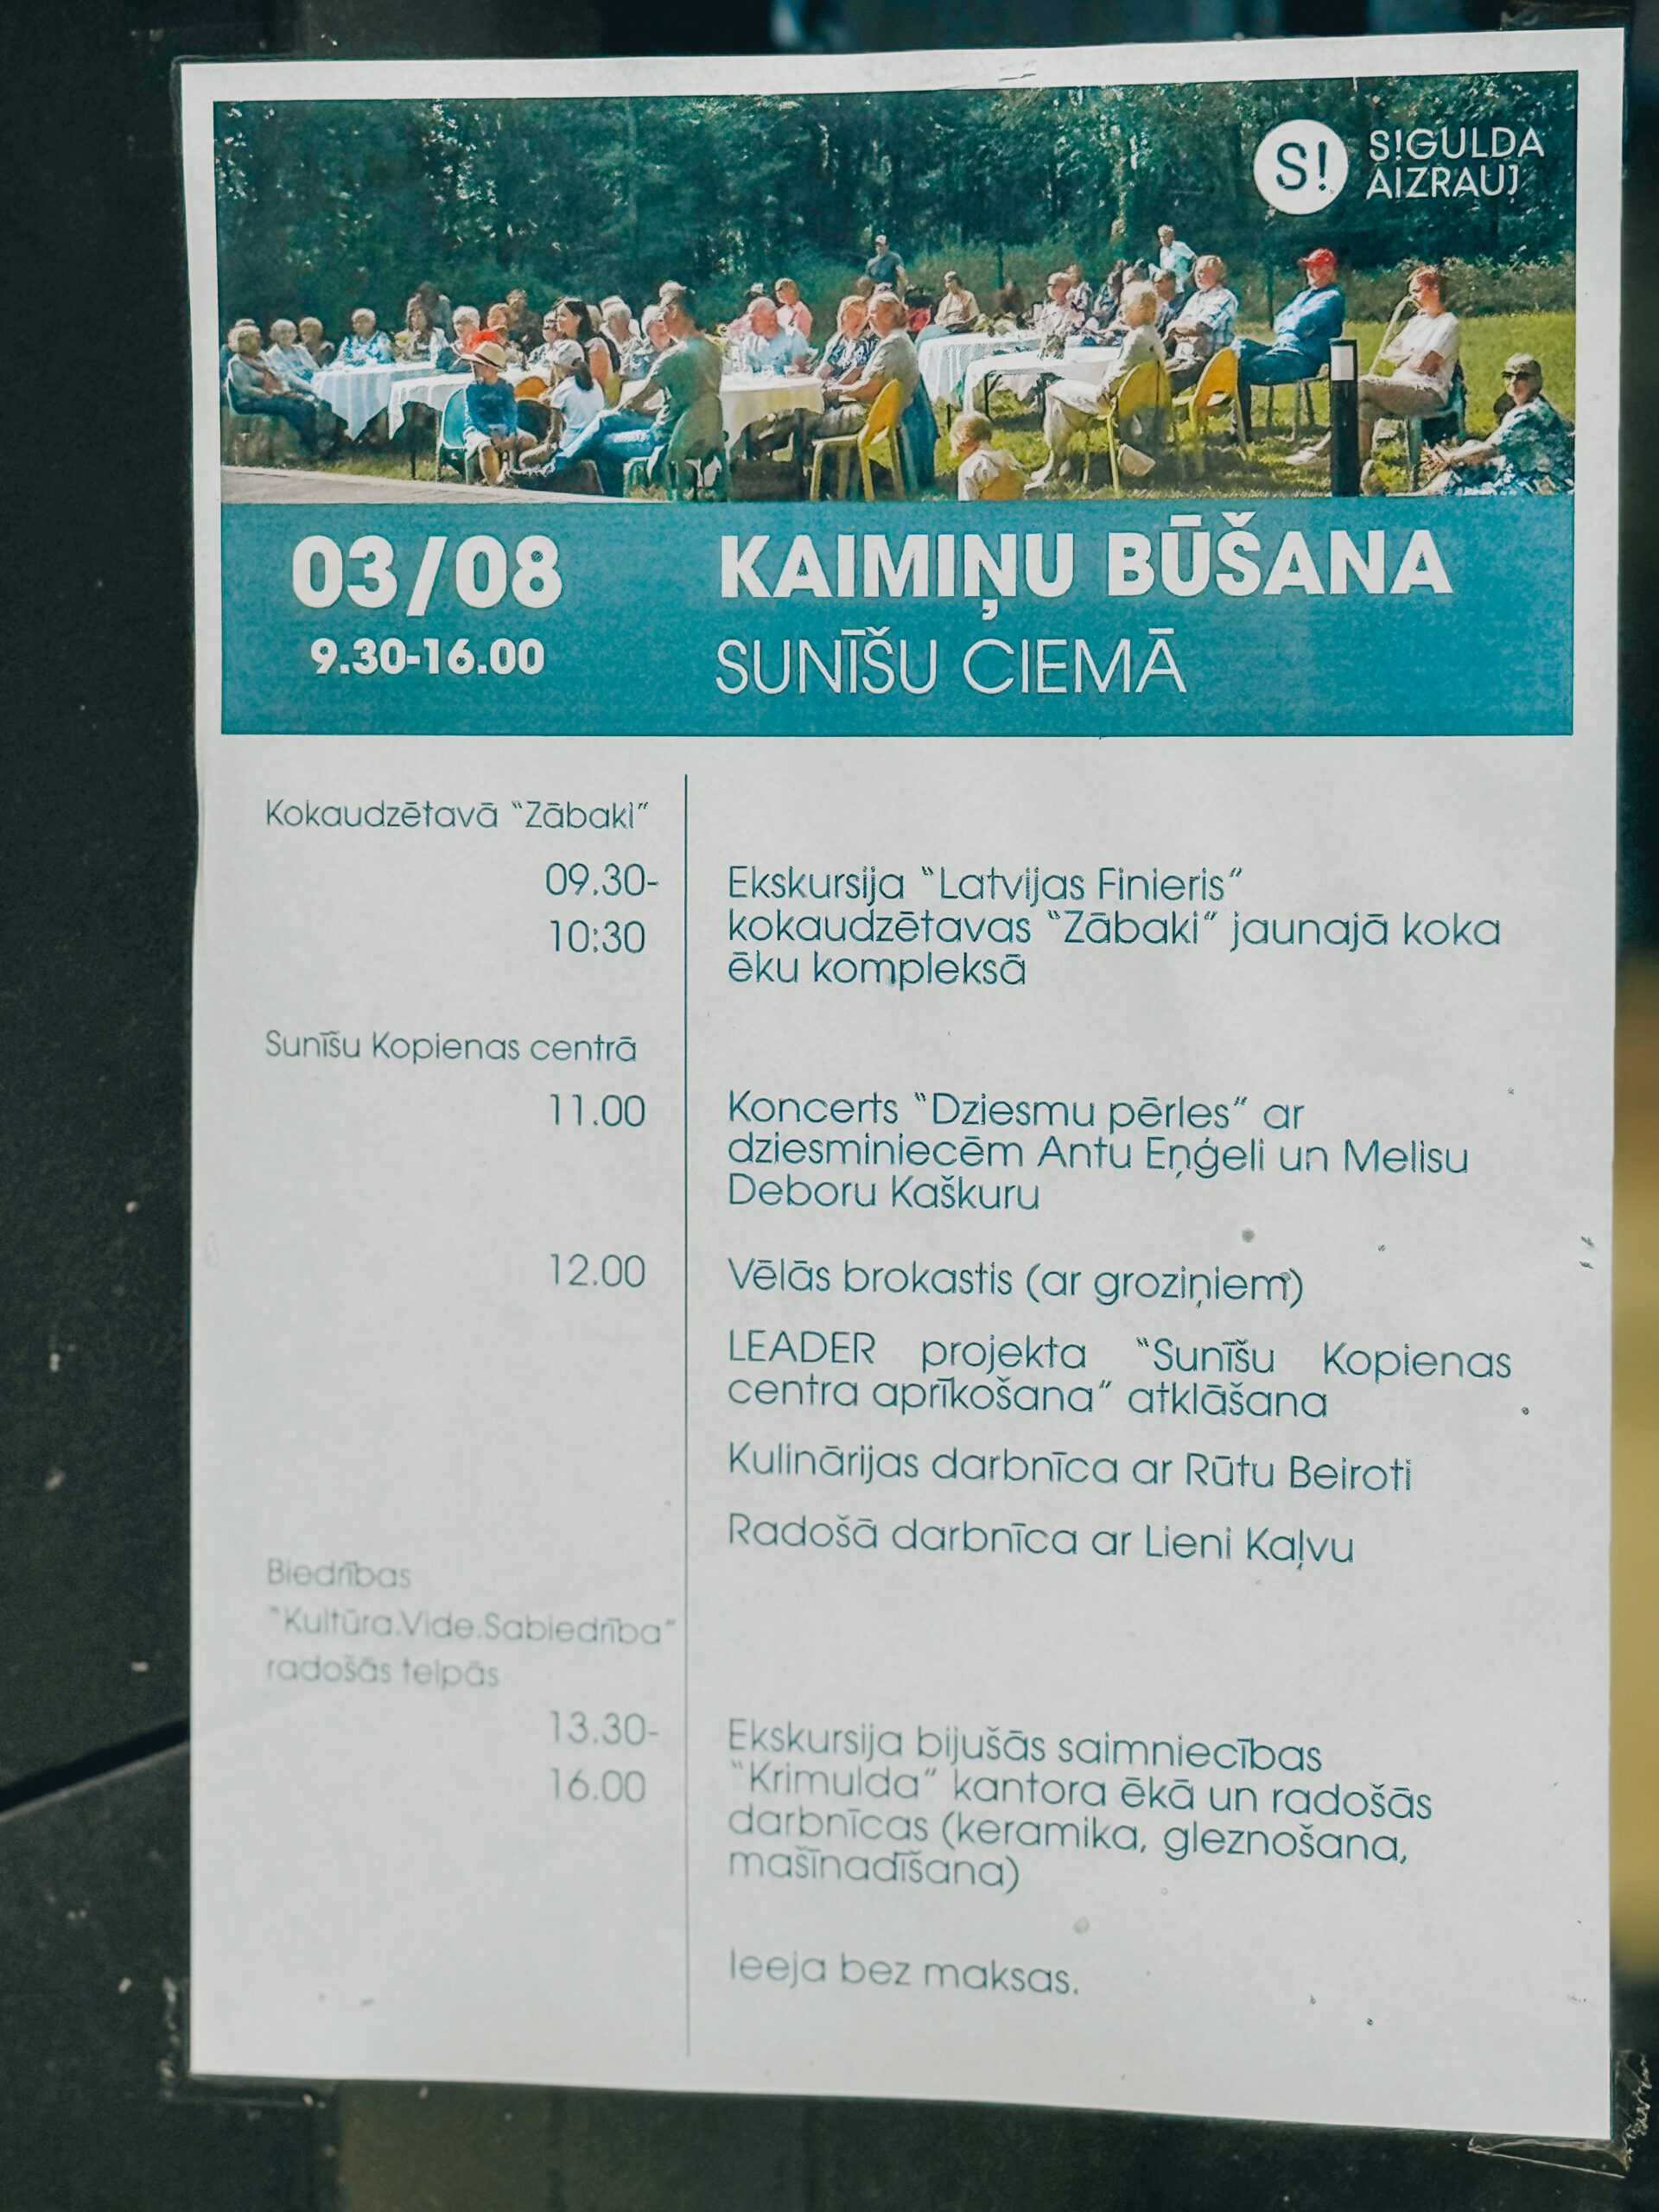 S! S!GULDA
AIZRAUJ
03/08
9.30-16.00
KAIMIŅU BŪŠANA
SUNĪŠU CIEMĀ
Kokaudzētavā "Zābaki"
09.30-
10:30
Ekskursija "Latvijas Finieris"
kokaudzētavas "Zābaki" jaunajā koka
ēku kompleksā
Sunīšu Kopienas centrā
11.00
Koncerts "Dziesmu pērles" ar
dziesminiecēm Antu Eņģeli un Melisu
Deboru Kaškuru
12.00
Vēlās brokastis (ar groziņiem)
LEADER projekta "Sunīšu Kopienas
centra aprīkošana" atklāšana
Kulinārijas darbnīca ar Rūtu Beiroti
Radošā darbnīca ar Lieni Kaļvu
Biedrības
"Kultūra.Vide.Sabiedrība"
radošās telpās
13.30-
16.00
Ekskursija bijušās saimniecības
"Krimulda" kantora ēkā un radošās
darbnīcas (keramika, gleznošana,
mašīnadīšana)
Ieeja bez maksas.